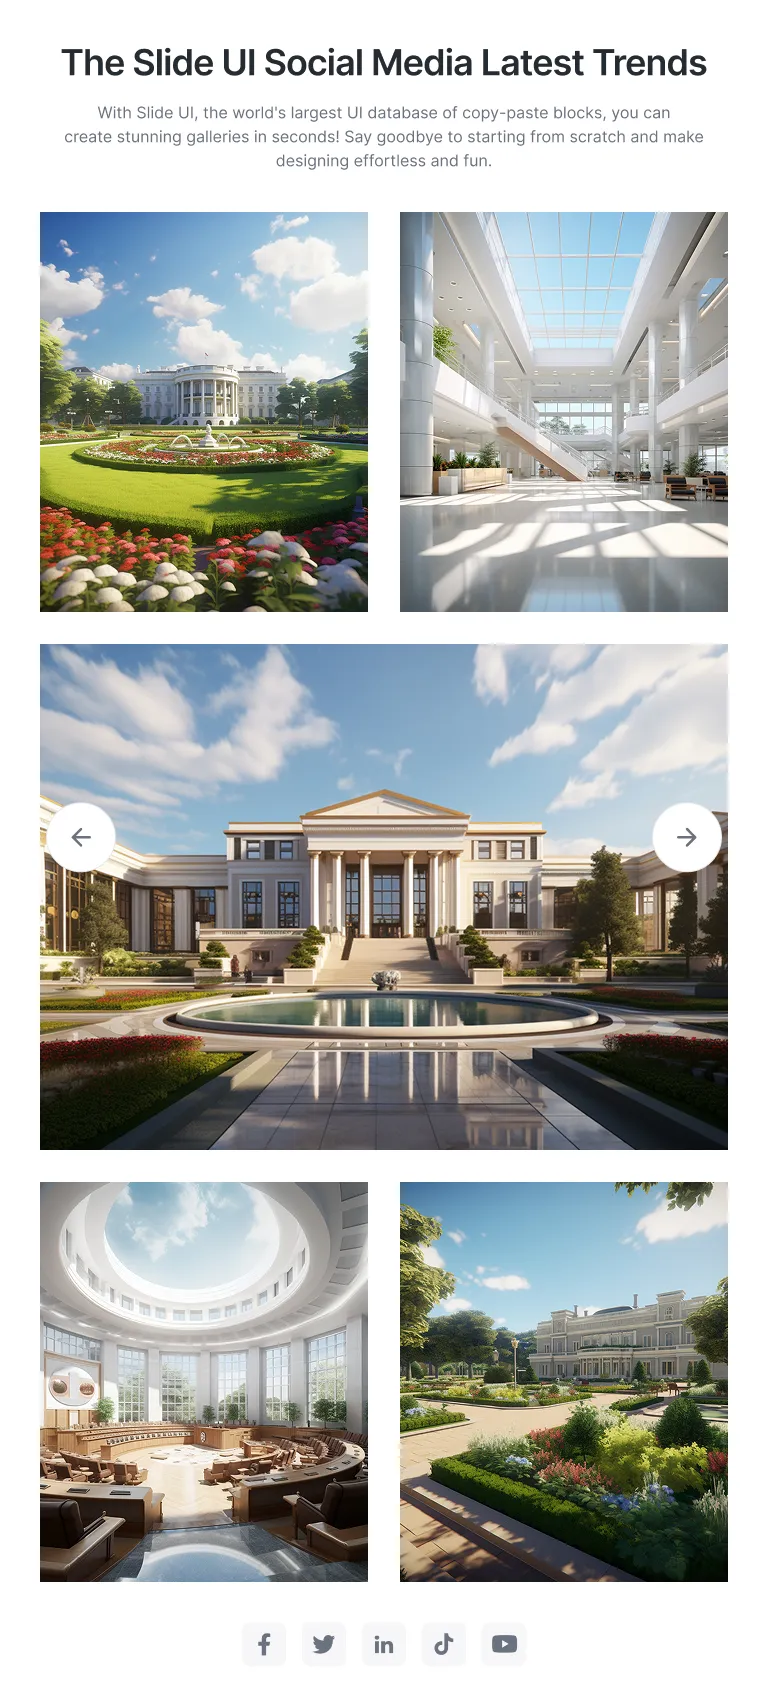 The Slide UI Social Media Latest Trends
With Slide UI, the world's largest UI database of copy-paste blocks, you can
create stunning galleries in seconds! Say goodbye to starting from scratch and make
designing effortless and fun.